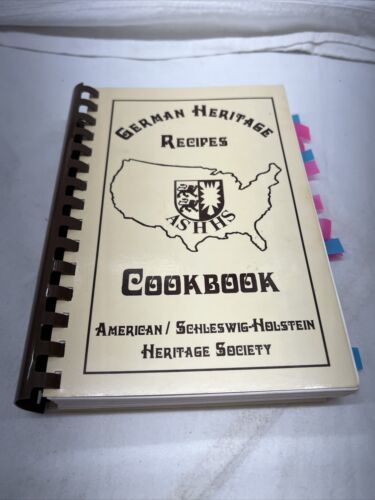 German Heritage
Recipes
ASHHS
Cookbook
American / Schleswig-Holstein
Heritage Society